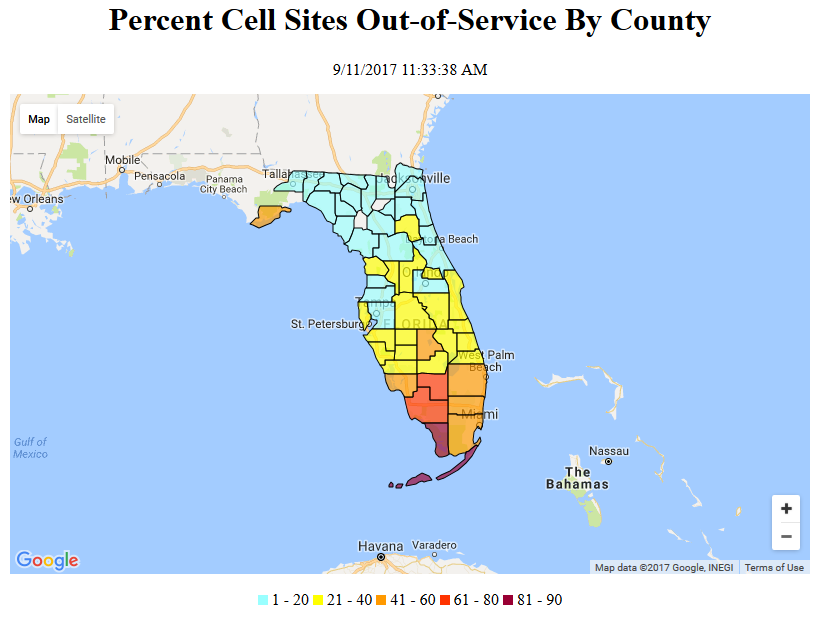 Percent Cell Sites Out-of-Service By County
9/11/2017 11:33:38 AM
Map Satellite
Mobile
Tallahassee
Jacksonville
Pensacola
Panama
City Beach
ew Orleans
Daytona Beach
Orlando
Tampa
St. Petersburg
FLORIDA
West Palm
Beach
Miami
Gulf of
Mexico
Nassau
The
Bahamas
Havana
Varadero
+
−
Google
Map data ©2017 Google, INEGI
Terms of Use
1 - 20 21 - 40 41 - 60 61 - 80 81 - 90